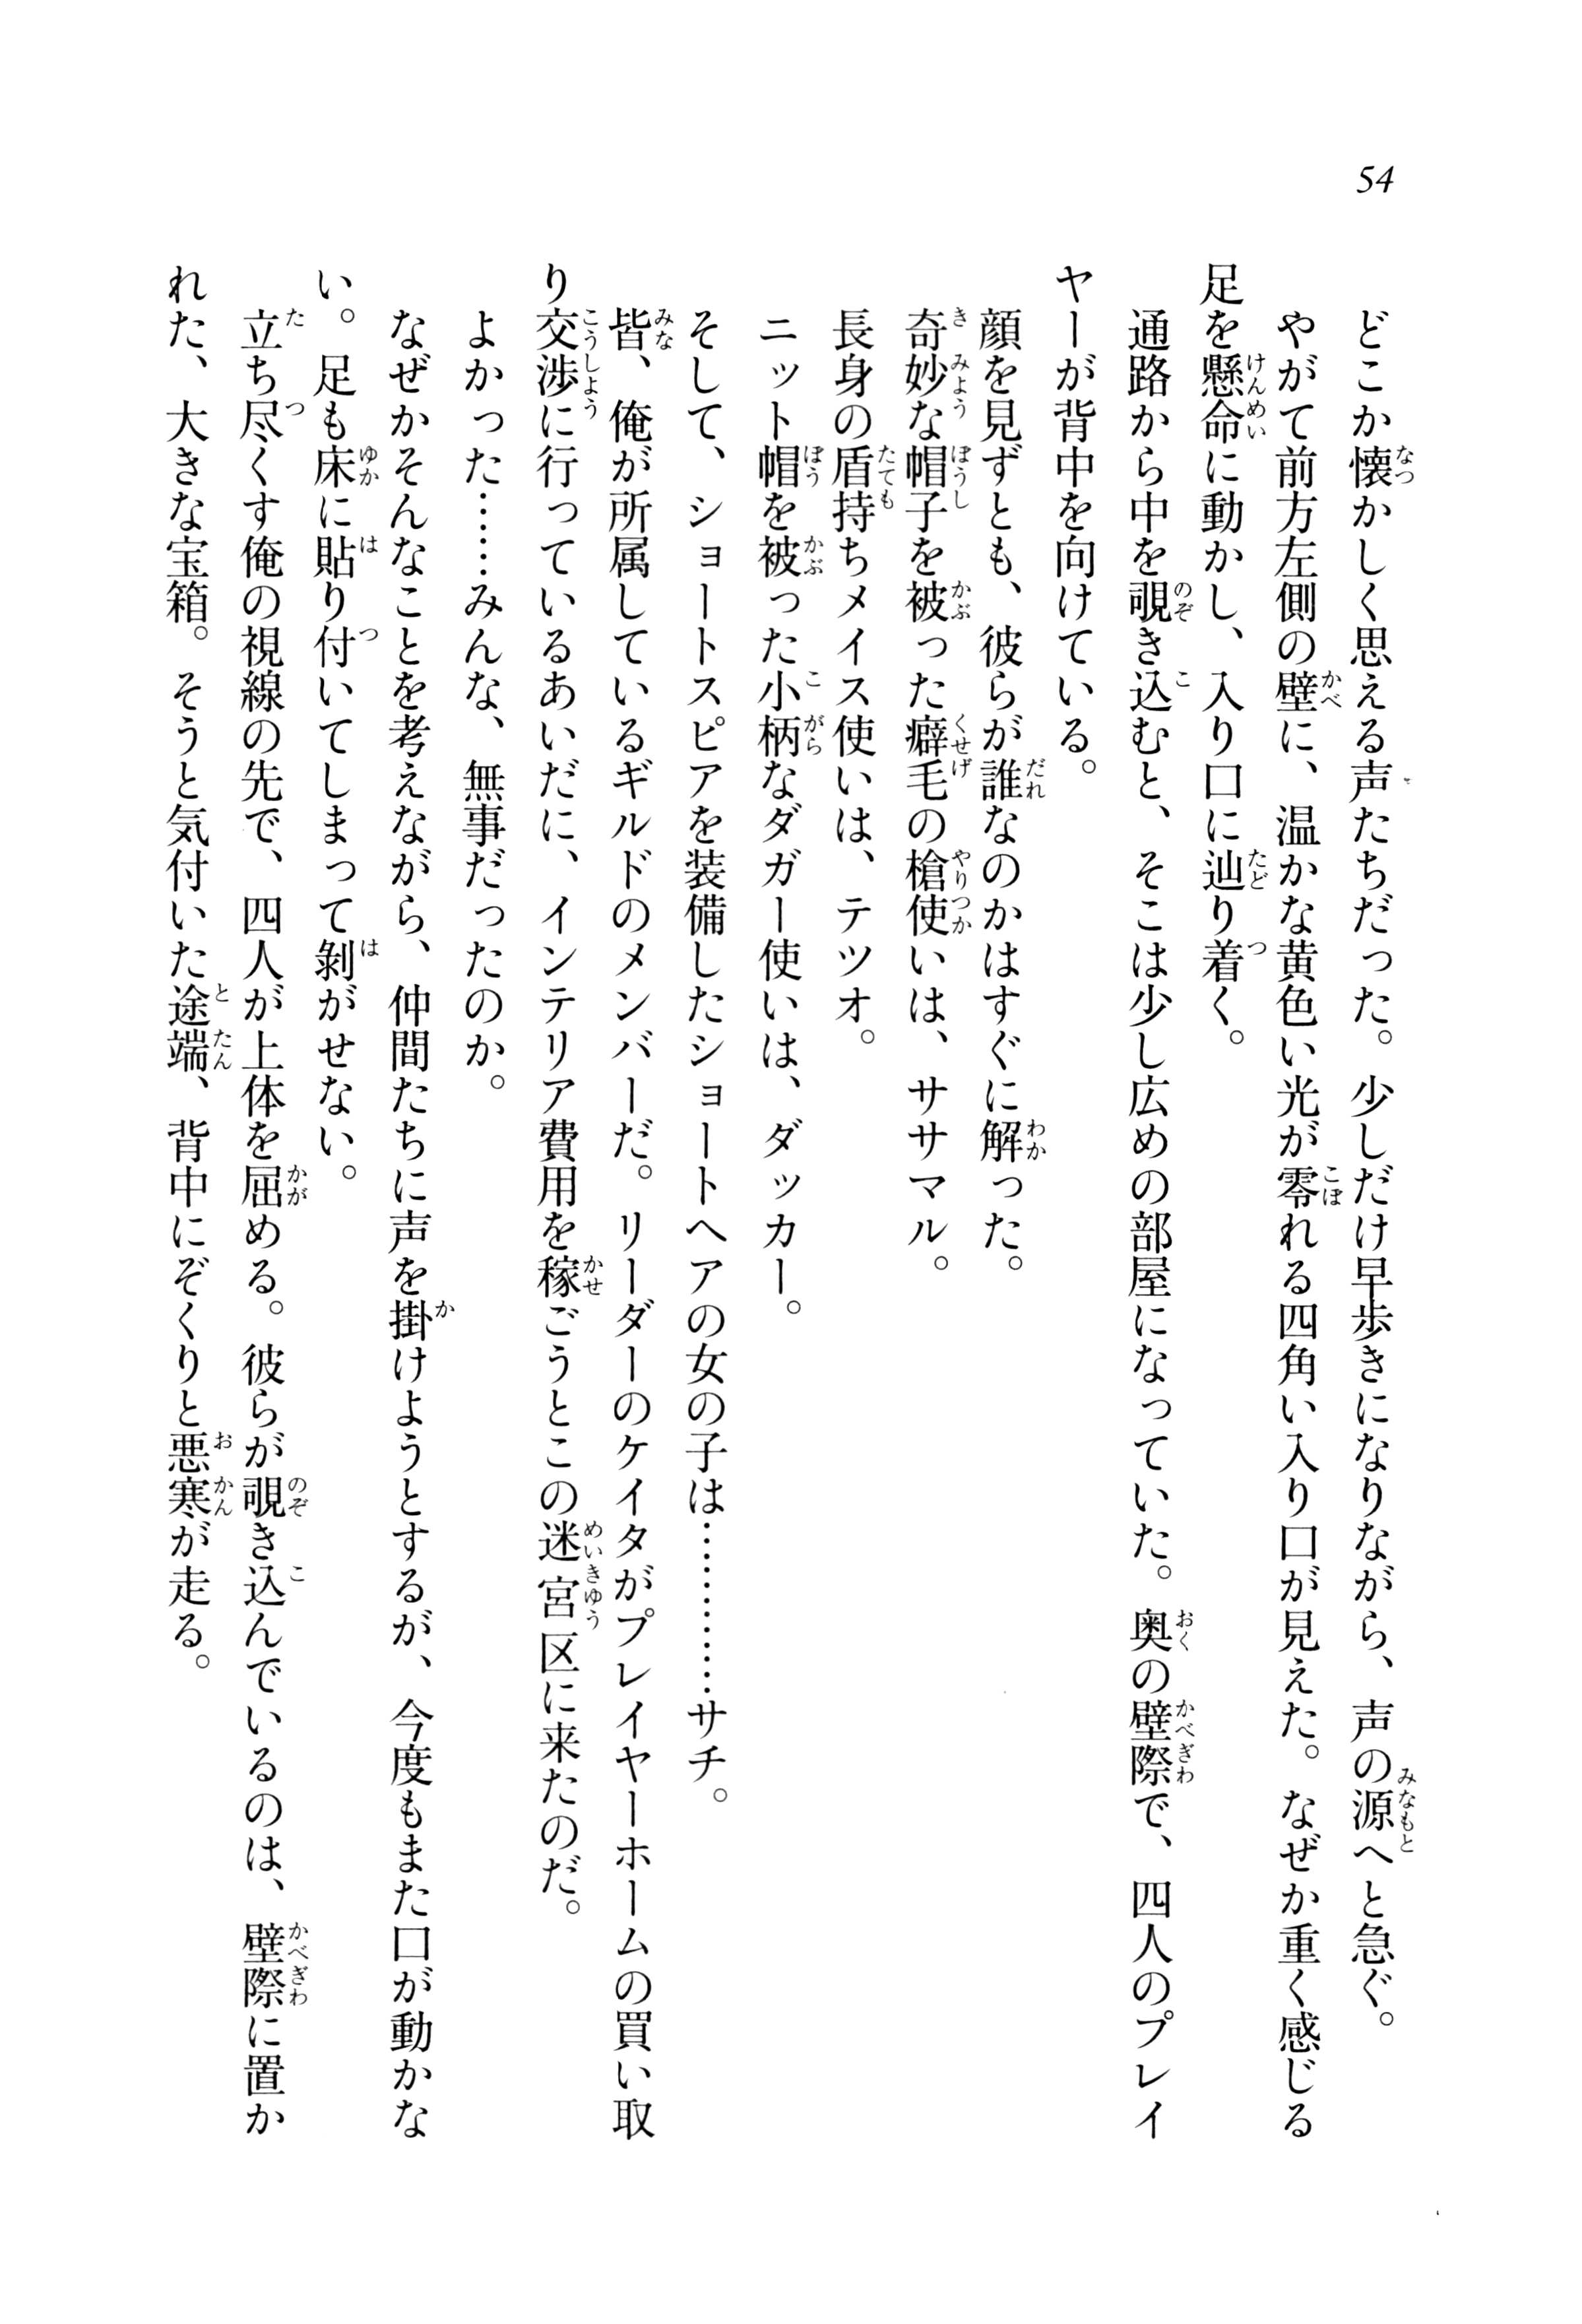 54
どこか懐かしく思える声たちだった。少しだけ早歩きになりながら、声の源へと急ぐ。
やがて前方左側の壁に、温かな黄色い光が零れる四角い入り口が見えた。なぜか重く感じる
足を懸命に動かし、入り口に辿り着く。
通路から中を覗き込むと、そこは少し広めの部屋になっていた。奥の壁際で、四人のプレイ
ヤーが背中を向けている。
顔を見ずとも、彼らが誰なのかはすぐに解った。
奇妙な帽子を被った癖毛の槍使いは、ササマル。
長身の盾持ちメイス使いは、テツオ。
ニット帽を被った小柄なダガー使いは、ダッカー。
そして、ショートスピアを装備したショートヘアの女の子は…………サチ。
皆、俺が所属しているギルドのメンバーだ。リーダーのケイタがプレイヤーホームの買い取
り交渉に行っているあいだに、インテリア費用を稼ごうとこの迷宮区に来たのだ。
よかった……みんな、無事だったのか。
なぜかそんなことを考えながら、仲間たちに声を掛けようとするが、今度もまた口が動かな
い。足も床に貼り付いてしまって剝がせない。
立ち尽くす俺の視線の先で、四人が上体を屈める。彼らが覗き込んでいるのは、壁際に置か
れた、大きな宝箱。そうと気付いた途端、背中にぞくりと悪寒が走る。